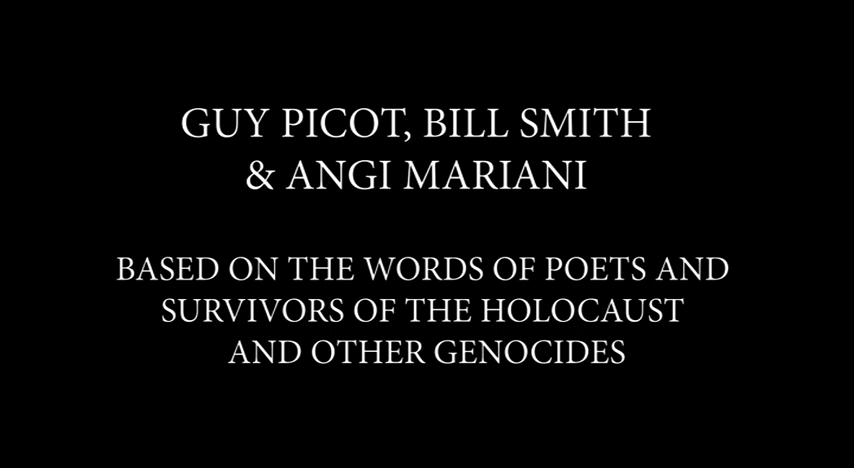 GUY PICOT, BILL SMITH
& ANGI MARIANI
BASED ON THE WORDS OF POETS AND
SURVIVORS OF THE HOLOCAUST
AND OTHER GENOCIDES